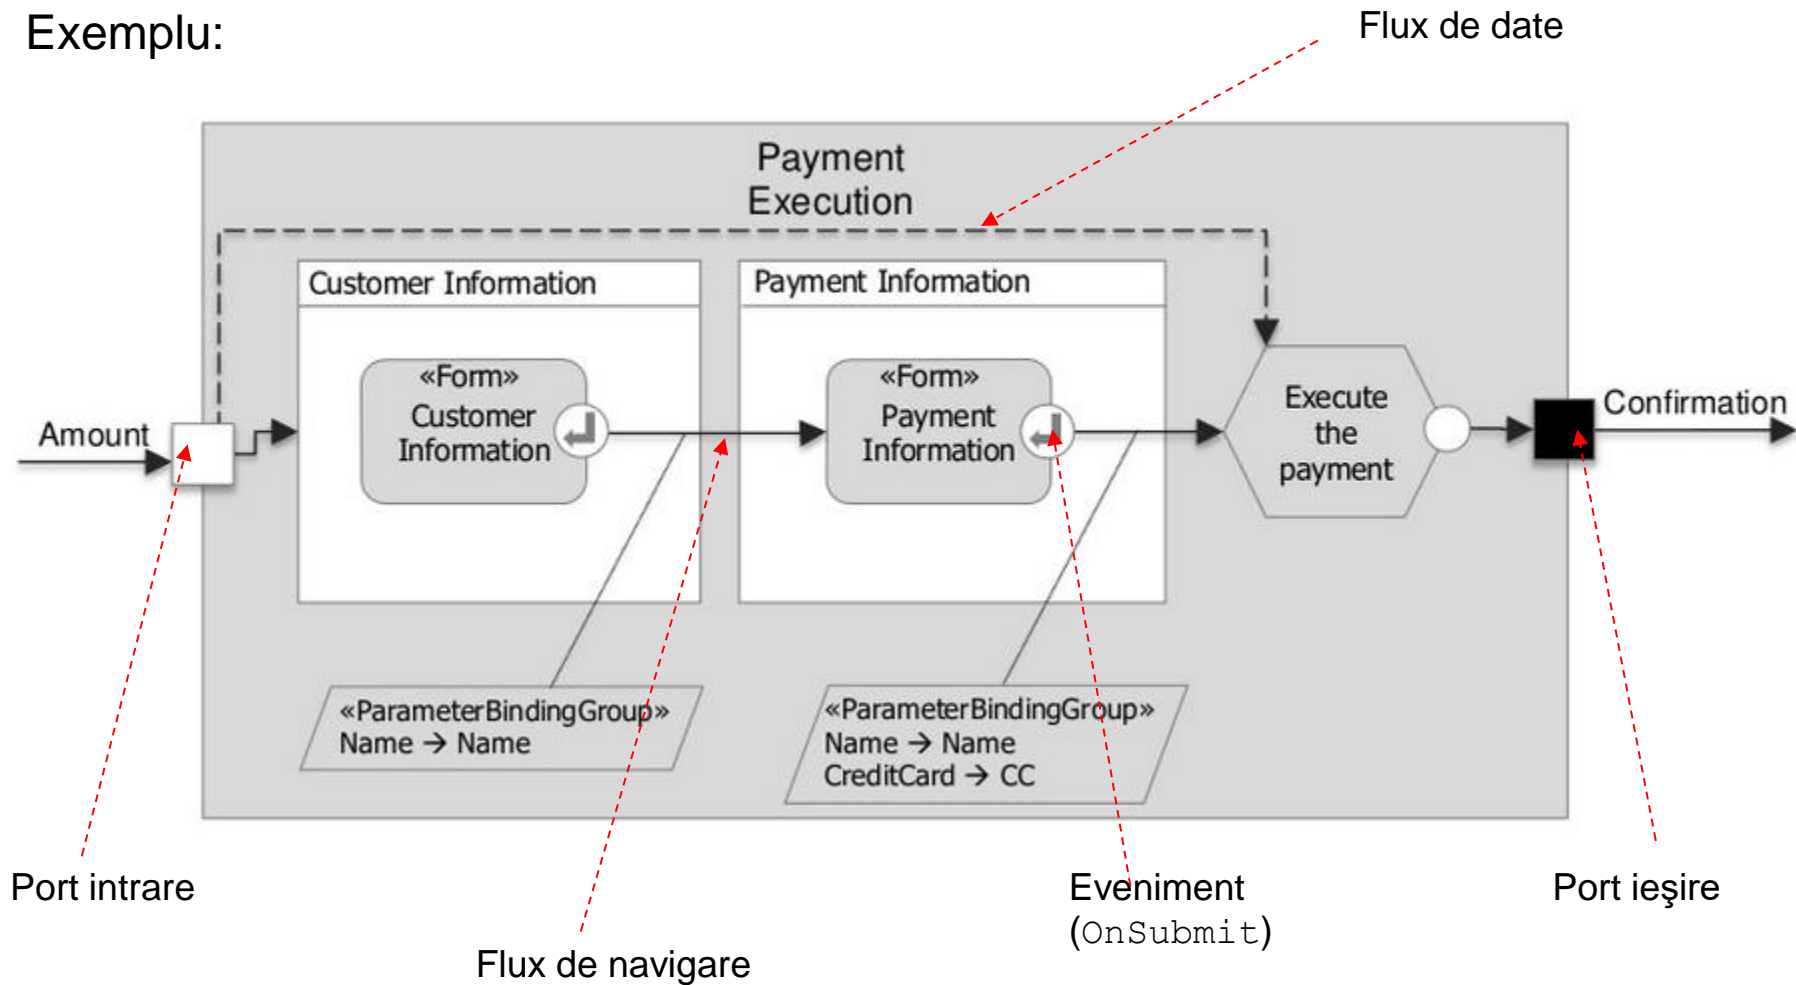 Exemplu:
Flux de date
Payment
Execution
Customer Information
Payment Information
«Form»
Customer
Information
«Form»
Payment
Information
Execute
the
payment
Amount
Confirmation
«ParameterBindingGroup»
Name → Name
«ParameterBindingGroup»
Name → Name
CreditCard → CC
Port intrare
Eveniment
(OnSubmit)
Port ieşire
Flux de navigare